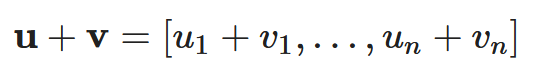 𝐮 + 𝐯 = [u₁ + v₁, . . . , uₙ + vₙ]